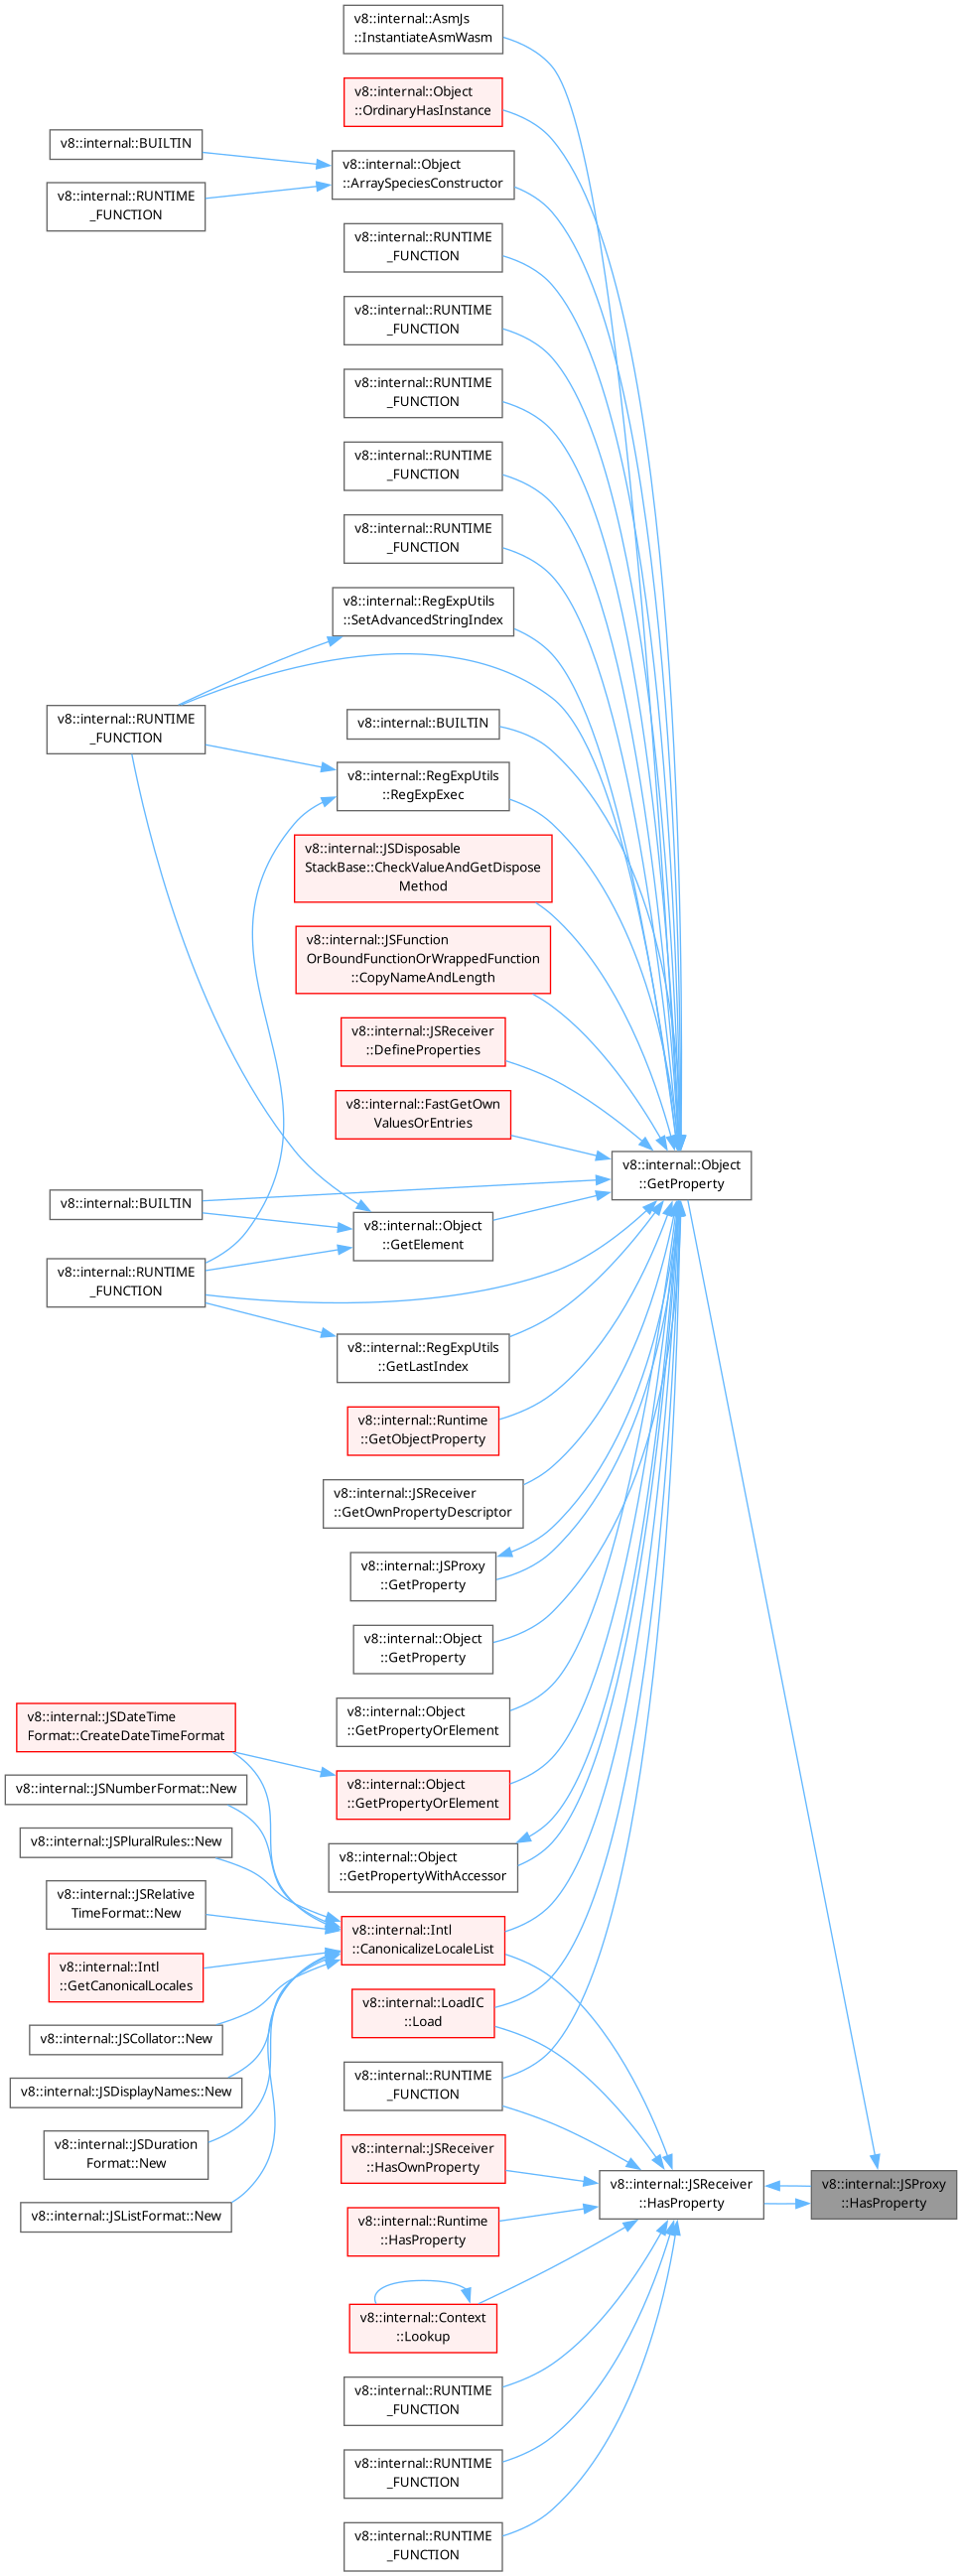 v8::internal::AsmJs
::InstantiateAsmWasm
v8::internal::Object
::OrdinaryHasInstance
v8::internal::BUILTIN
v8::internal::Object
::ArraySpeciesConstructor
v8::internal::RUNTIME
_FUNCTION
v8::internal::RUNTIME
_FUNCTION
v8::internal::RUNTIME
_FUNCTION
v8::internal::RUNTIME
_FUNCTION
v8::internal::RUNTIME
_FUNCTION
v8::internal::RUNTIME
_FUNCTION
v8::internal::RegExpUtils
::SetAdvancedStringIndex
v8::internal::RUNTIME
_FUNCTION
v8::internal::BUILTIN
v8::internal::RegExpUtils
::RegExpExec
v8::internal::JSDisposable
StackBase::CheckValueAndGetDispose
Method
v8::internal::JSFunction
OrBoundFunctionOrWrappedFunction
::CopyNameAndLength
v8::internal::JSReceiver
::DefineProperties
v8::internal::FastGetOwn
ValuesOrEntries
v8::internal::Object
::GetProperty
v8::internal::BUILTIN
v8::internal::Object
::GetElement
v8::internal::RUNTIME
_FUNCTION
v8::internal::RegExpUtils
::GetLastIndex
v8::internal::Runtime
::GetObjectProperty
v8::internal::JSReceiver
::GetOwnPropertyDescriptor
v8::internal::JSProxy
::GetProperty
v8::internal::Object
::GetProperty
v8::internal::Object
::GetPropertyOrElement
v8::internal::JSDateTime
Format::CreateDateTimeFormat
v8::internal::Object
::GetPropertyOrElement
v8::internal::JSNumberFormat::New
v8::internal::JSPluralRules::New
v8::internal::Object
::GetPropertyWithAccessor
v8::internal::JSRelative
TimeFormat::New
v8::internal::Intl
::CanonicalizeLocaleList
v8::internal::Intl
::GetCanonicalLocales
v8::internal::LoadIC
::Load
v8::internal::JSCollator::New
v8::internal::JSDisplayNames::New
v8::internal::RUNTIME
_FUNCTION
v8::internal::JSDuration
Format::New
v8::internal::JSReceiver
::HasOwnProperty
v8::internal::JSReceiver
::HasProperty
v8::internal::JSProxy
::HasProperty
v8::internal::JSListFormat::New
v8::internal::Runtime
::HasProperty
v8::internal::Context
::Lookup
v8::internal::RUNTIME
_FUNCTION
v8::internal::RUNTIME
_FUNCTION
v8::internal::RUNTIME
_FUNCTION